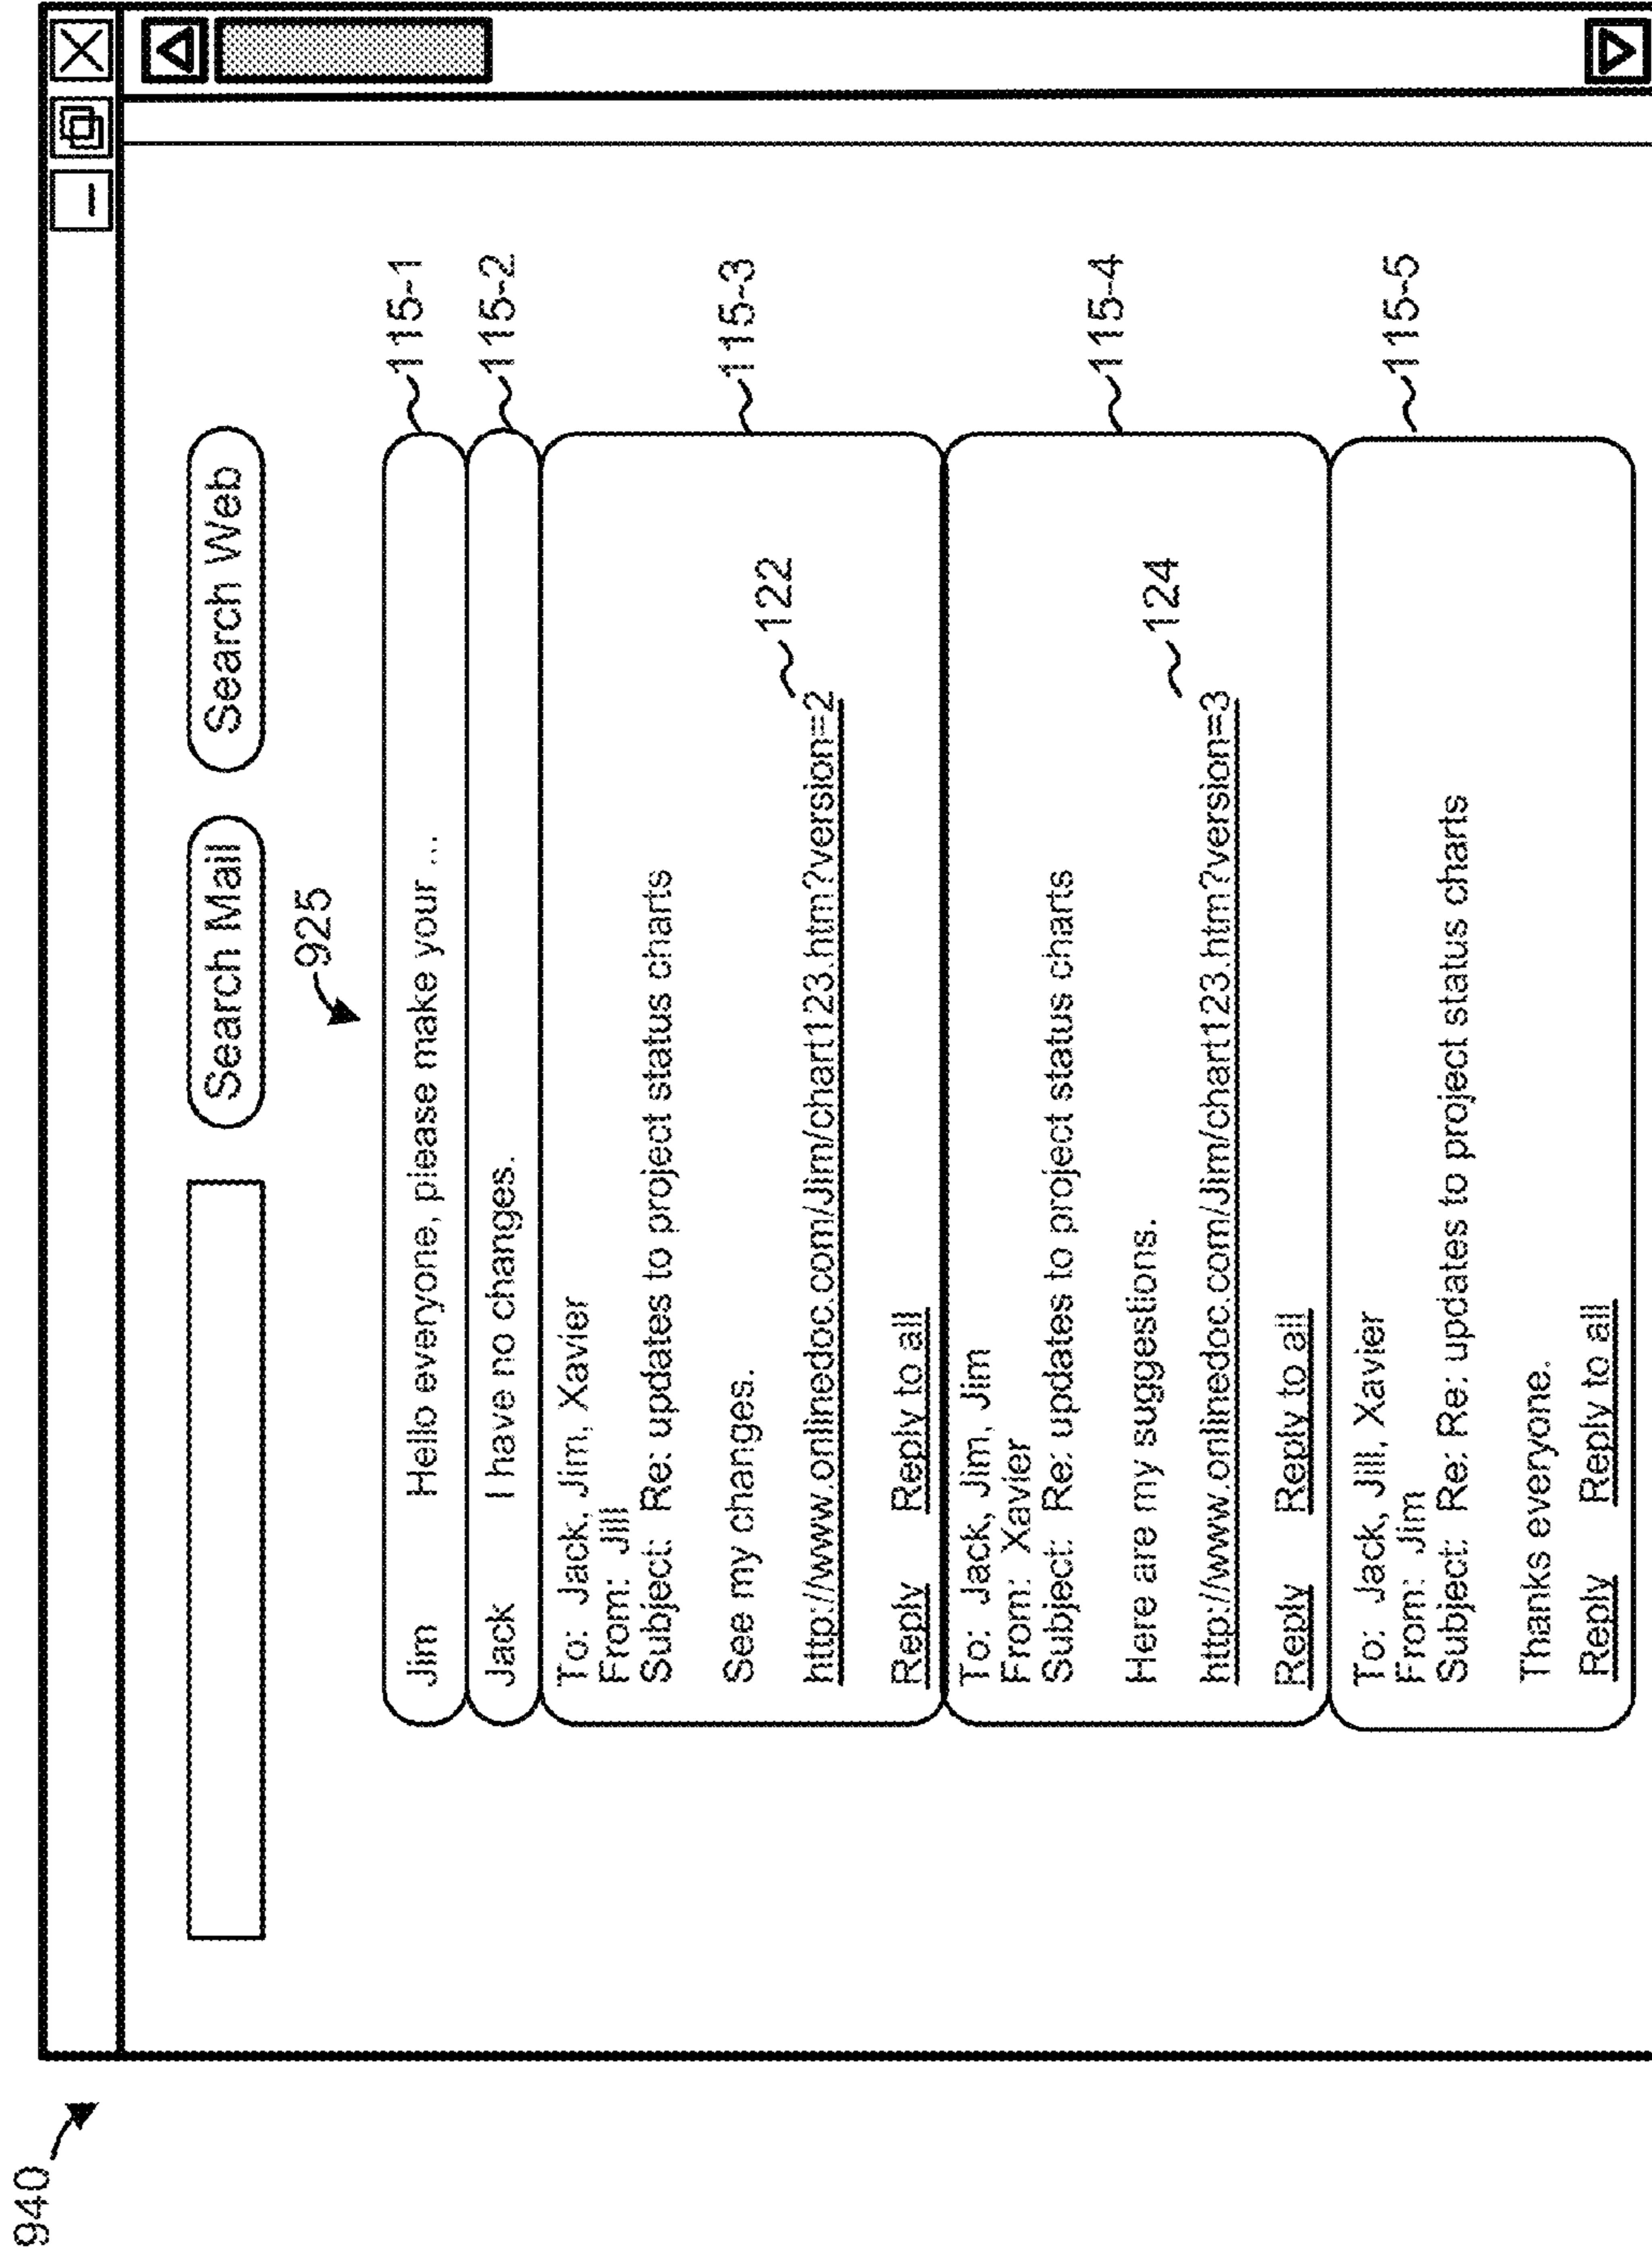 940
Search Mail Search Web
925
Jim Hello everyone, please make your ... 115-1
Jack I have no changes. 115-2
To: Jack, Jim, Xavier
From: Jill
Subject: Re: updates to project status charts
115-3
See my changes.
122
http://www.onlinedoc.com/Jim/chart123.htm?version=2
Reply Reply to all
To: Jack, Jim, Jim
From: Xavier
Subject: Re: updates to project status charts
115-4
Here are my suggestions.
124
http://www.onlinedoc.com/Jim/chart123.htm?version=3
Reply Reply to all
To: Jack, Jill, Xavier
From: Jim
115-5
Subject: Re: Re: updates to project status charts
Thanks everyone.
Reply Reply to all